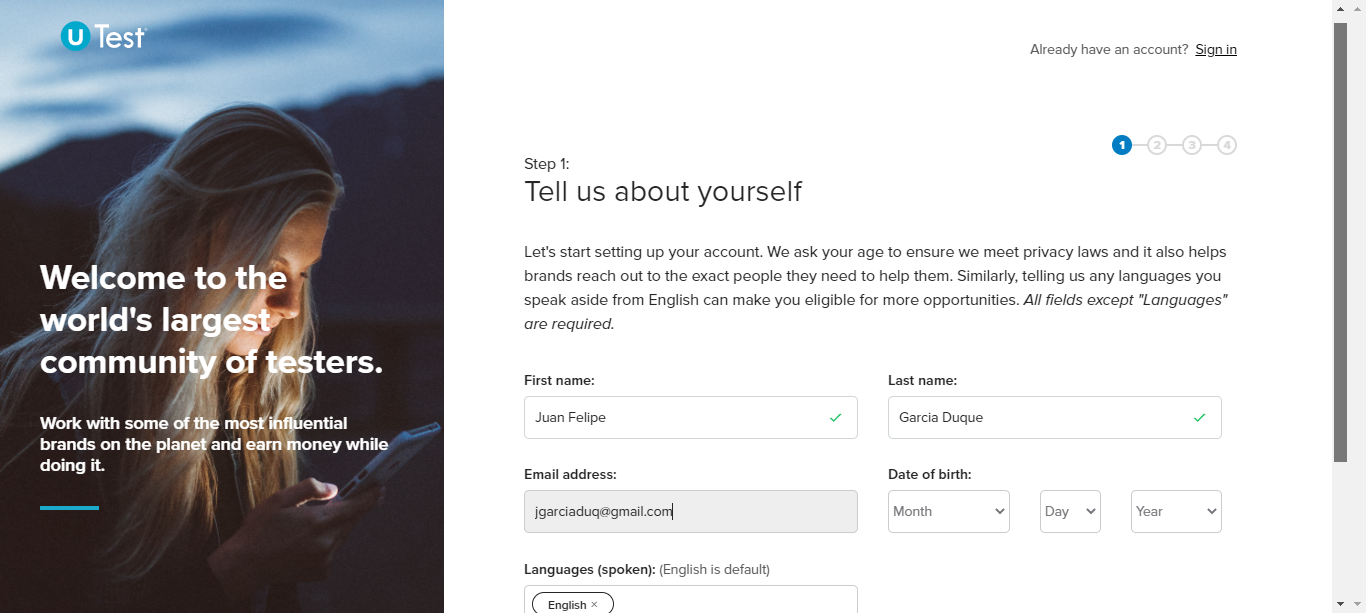 U Test
Already have an account? Sign in
1 2 3 4
Step 1:
Tell us about yourself
Let's start setting up your account. We ask your age to ensure we meet privacy laws and it also helps
brands reach out to the exact people they need to help them. Similarly, telling us any languages you
speak aside from English can make you eligible for more opportunities. All fields except "Languages"
are required.
Welcome to the
world's largest
community of testers.
Work with some of the most influential
brands on the planet and earn money while
doing it.
First name:
Juan Felipe
Last name:
Garcia Duque
Email address:
jgarciaduq@gmail.com
Date of birth:
Month Day Year
Languages (spoken): (English is default)
English ×